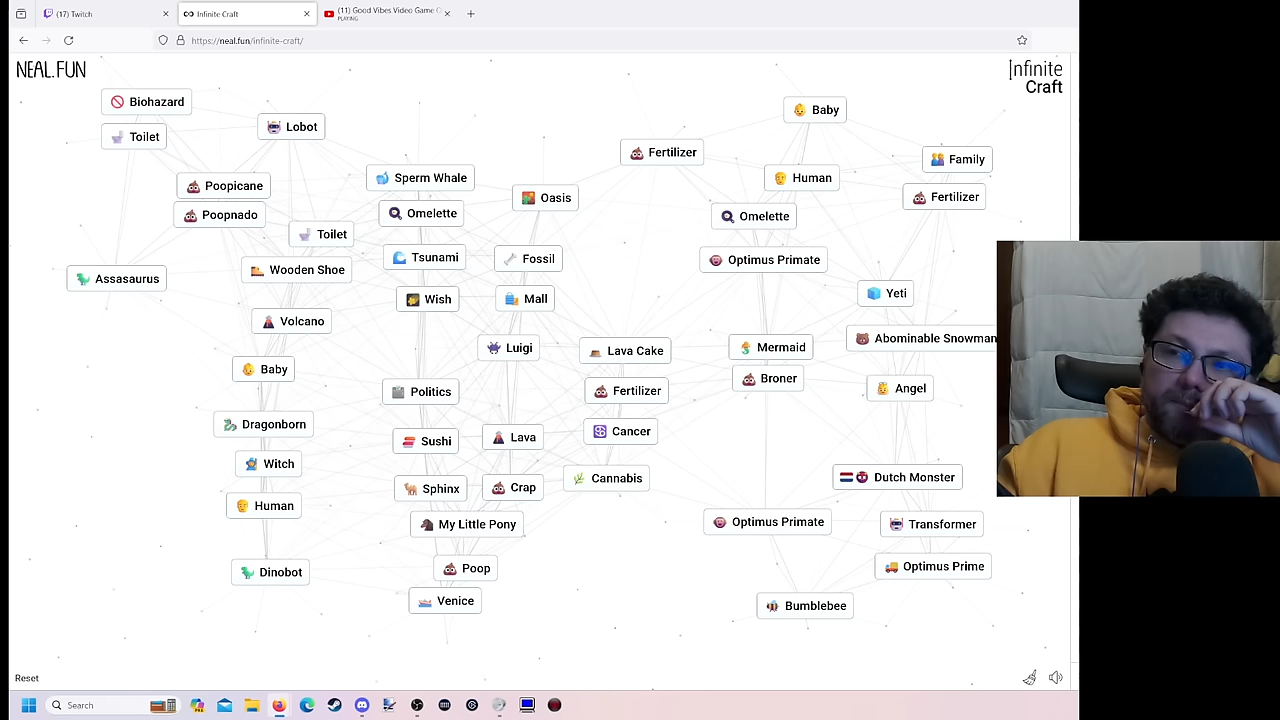 (17) Twitch
Infinite Craft
(11) Good Vibes Video Game
PLAYING
https://neal.fun/infinite-craft/
NEAL.FUN
Infinite
Craft
Biohazard
Toilet
Lobot
Poopicane
Poopnado
Toilet
Assasaurus
Wooden Shoe
Volcano
Baby
Dragonborn
Witch
Human
Dinobot
Sperm Whale
Omelette
Tsunami
Wish
Politics
Sushi
Sphinx
My Little Pony
Poop
Venice
Oasis
Fossil
Mall
Luigi
Lava
Crap
Fertilizer
Lava Cake
Fertilizer
Cancer
Cannabis
Baby
Human
Omelette
Optimus Primate
Mermaid
Broner
Optimus Primate
Bumblebee
Family
Fertilizer
Yeti
Abominable Snowman
Angel
Dutch Monster
Transformer
Optimus Prime
Reset
Search